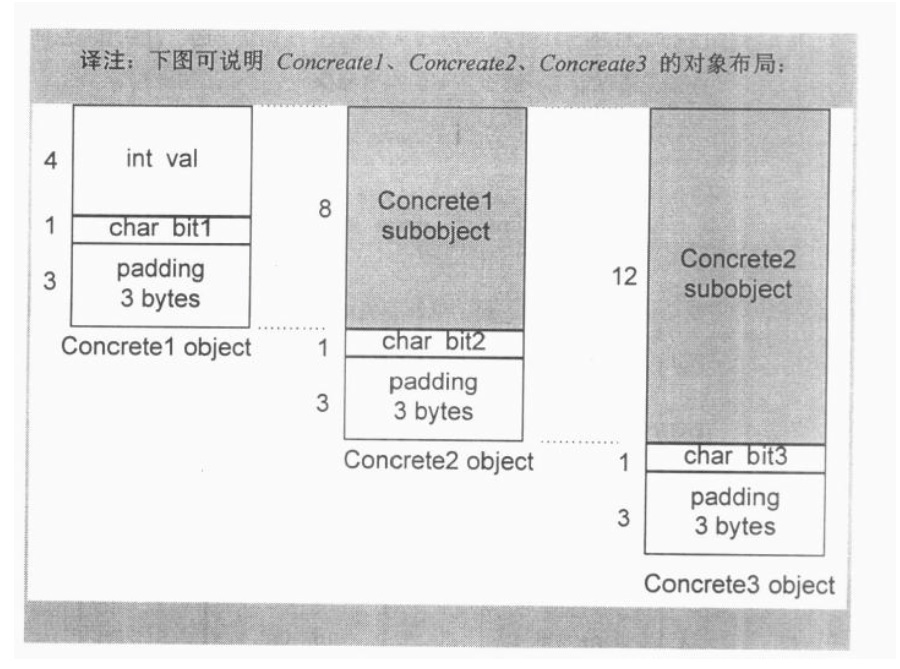 译注：下图可说明 Concreate1、Concreate2、Concreate3 的对象布局：
4
int val
1
char bit1
3
padding
3 bytes
Concrete1 object
8
Concrete1
subobject
1
char bit2
3
padding
3 bytes
Concrete2 object
12
Concrete2
subobject
1
char bit3
3
padding
3 bytes
Concrete3 object